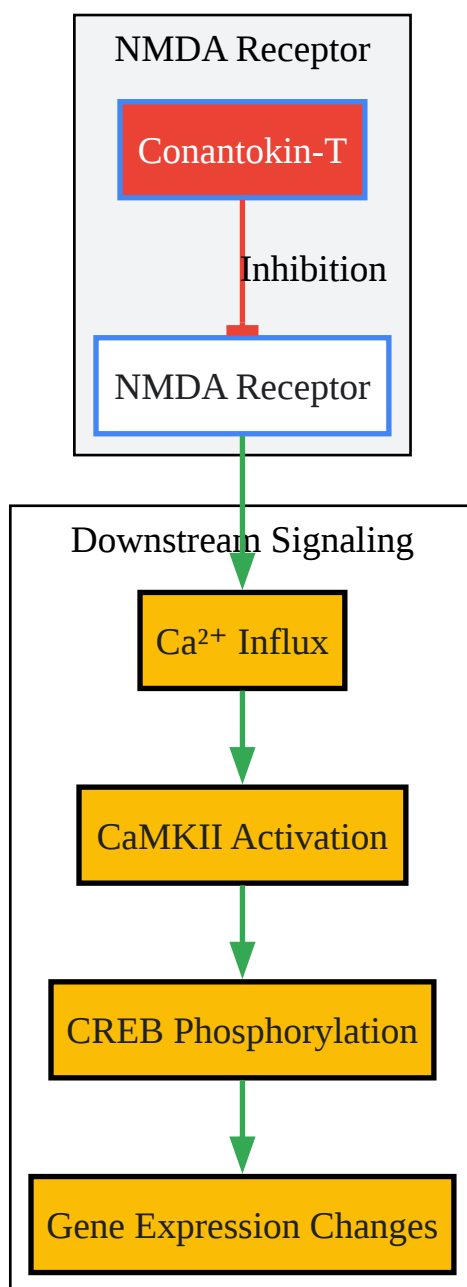 NMDA Receptor
Conantokin-T
Inhibition
NMDA Receptor
Downstream Signaling
Ca²⁺ Influx
CaMKII Activation
CREB Phosphorylation
Gene Expression Changes